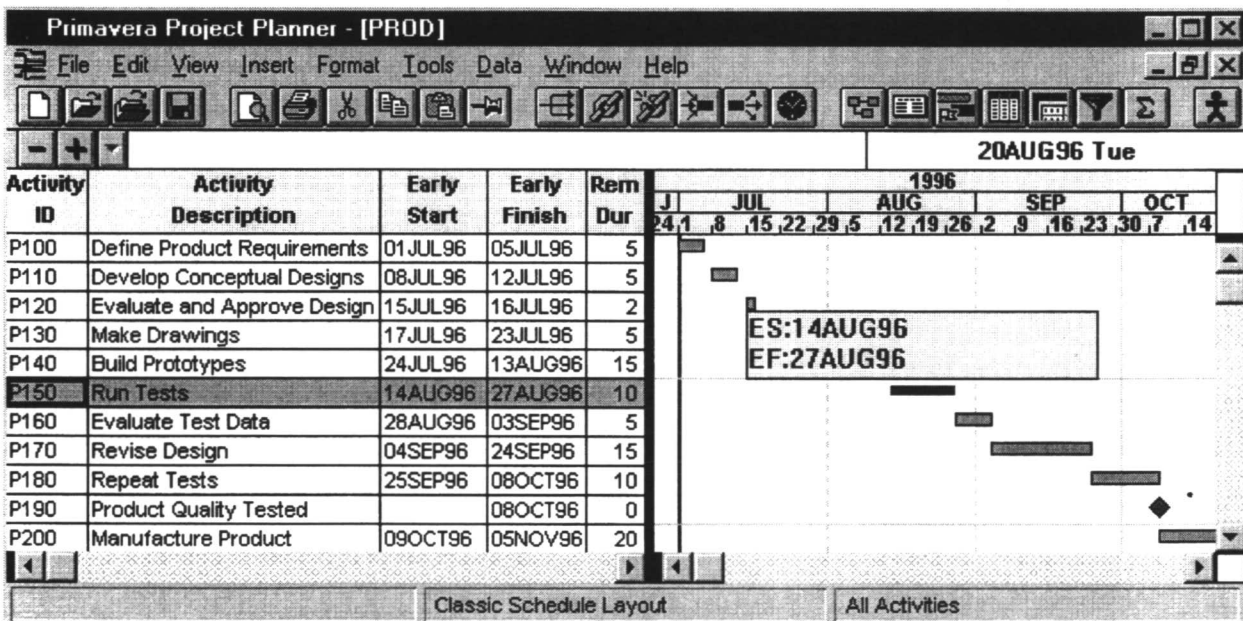 Primavera Project Planner - [PROD]
File Edit View Insert Format Tools Data Window Help
20AUG96 Tue
Activity ID Activity Description Early Start Early Finish Rem Dur
1996
J JUL AUG SEP OCT
24 1 8 15 22 29 5 12 19 26 2 9 16 23 30 7 14
P100 Define Product Requirements 01JUL96 05JUL96 5
P110 Develop Conceptual Designs 08JUL96 12JUL96 5
P120 Evaluate and Approve Design 15JUL96 16JUL96 2
P130 Make Drawings 17JUL96 23JUL96 5
P140 Build Prototypes 24JUL96 13AUG96 15
P150 Run Tests 14AUG96 27AUG96 10
P160 Evaluate Test Data 28AUG96 03SEP96 5
P170 Revise Design 04SEP96 24SEP96 15
P180 Repeat Tests 25SEP96 08OCT96 10
P190 Product Quality Tested 08OCT96 0
P200 Manufacture Product 09OCT96 05NOV96 20
ES:14AUG96
EF:27AUG96
Classic Schedule Layout All Activities